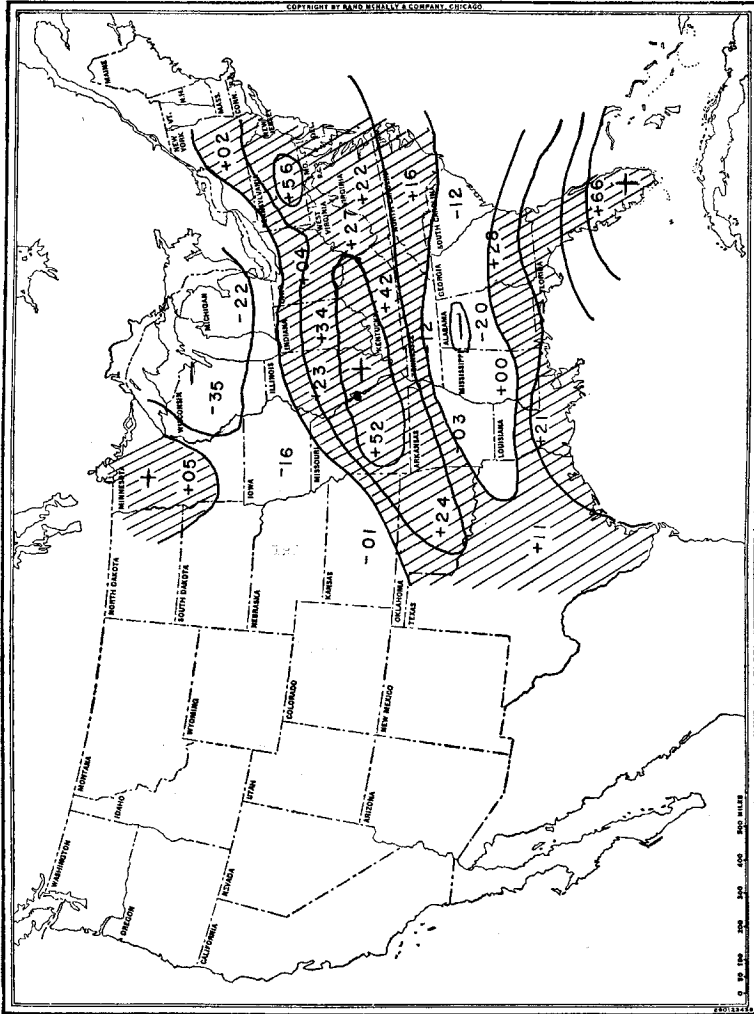 COPYRIGHT BY RAND McNALLY & COMPANY, CHICAGO
WASHINGTON
OREGON
CALIFORNIA
NEVADA
IDAHO
MONTANA
UTAH
ARIZONA
WYOMING
COLORADO
NEW MEXICO
NORTH DAKOTA
SOUTH DAKOTA
NEBRASKA
KANSAS
OKLAHOMA
TEXAS
MINNESOTA
IOWA
MISSOURI
ARKANSAS
LOUISIANA
WISCONSIN
ILLINOIS
MISSISSIPPI
MICHIGAN
INDIANA
KENTUCKY
ALABAMA
GEORGIA
FLORIDA
SOUTH CAROLINA
WEST VIRGINIA
VIRGINIA
MD.
NEW YORK
NEW JERSEY
VT.
N.H.
MASS.
CONN.
MAINE
+02
+56
+22
+27
+16
-12
+28
+66
+
04
+34
+42
-22
-35
+23
+
+52
12
-20
+00
03
+21
+
+05
-16
-01
+24
+11
0 50 100 200 300 400 500 MILES